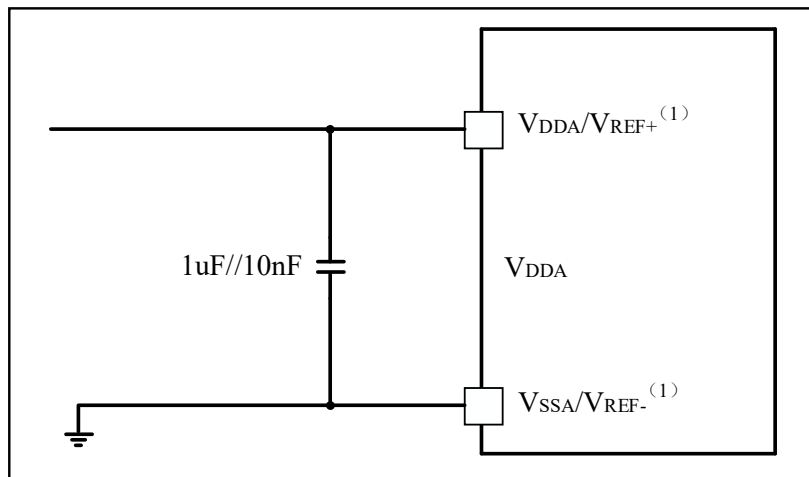 VDDA/VREF+（1）
1uF//10nF
VDDA
VSSA/VREF-（1）